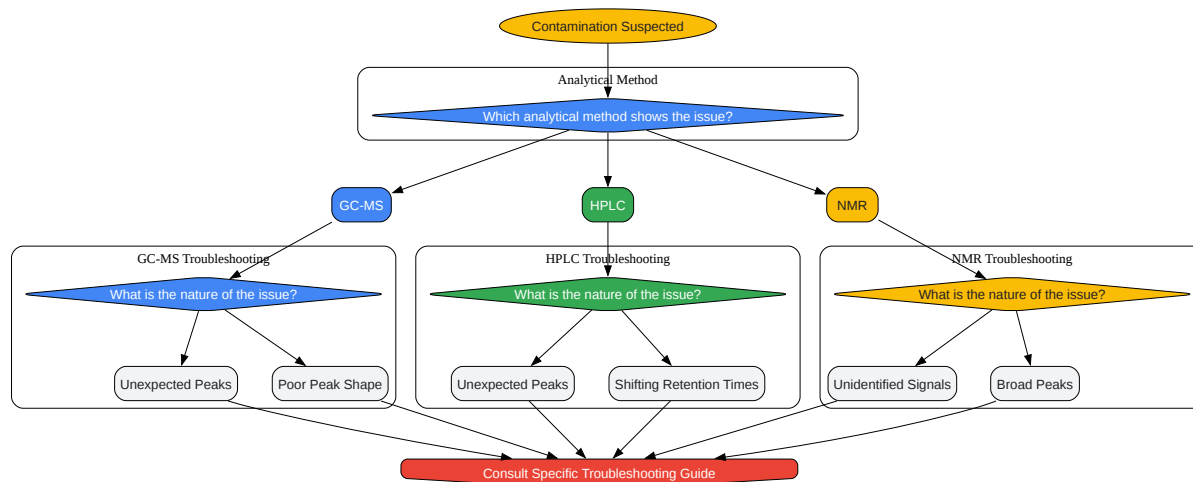 Contamination Suspected
Analytical Method
Which analytical method shows the issue?
GC-MS
HPLC
NMR
GC-MS Troubleshooting
HPLC Troubleshooting
NMR Troubleshooting
What is the nature of the issue?
What is the nature of the issue?
What is the nature of the issue?
Unexpected Peaks
Poor Peak Shape
Unexpected Peaks
Shifting Retention Times
Unidentified Signals
Broad Peaks
Consult Specific Troubleshooting Guide